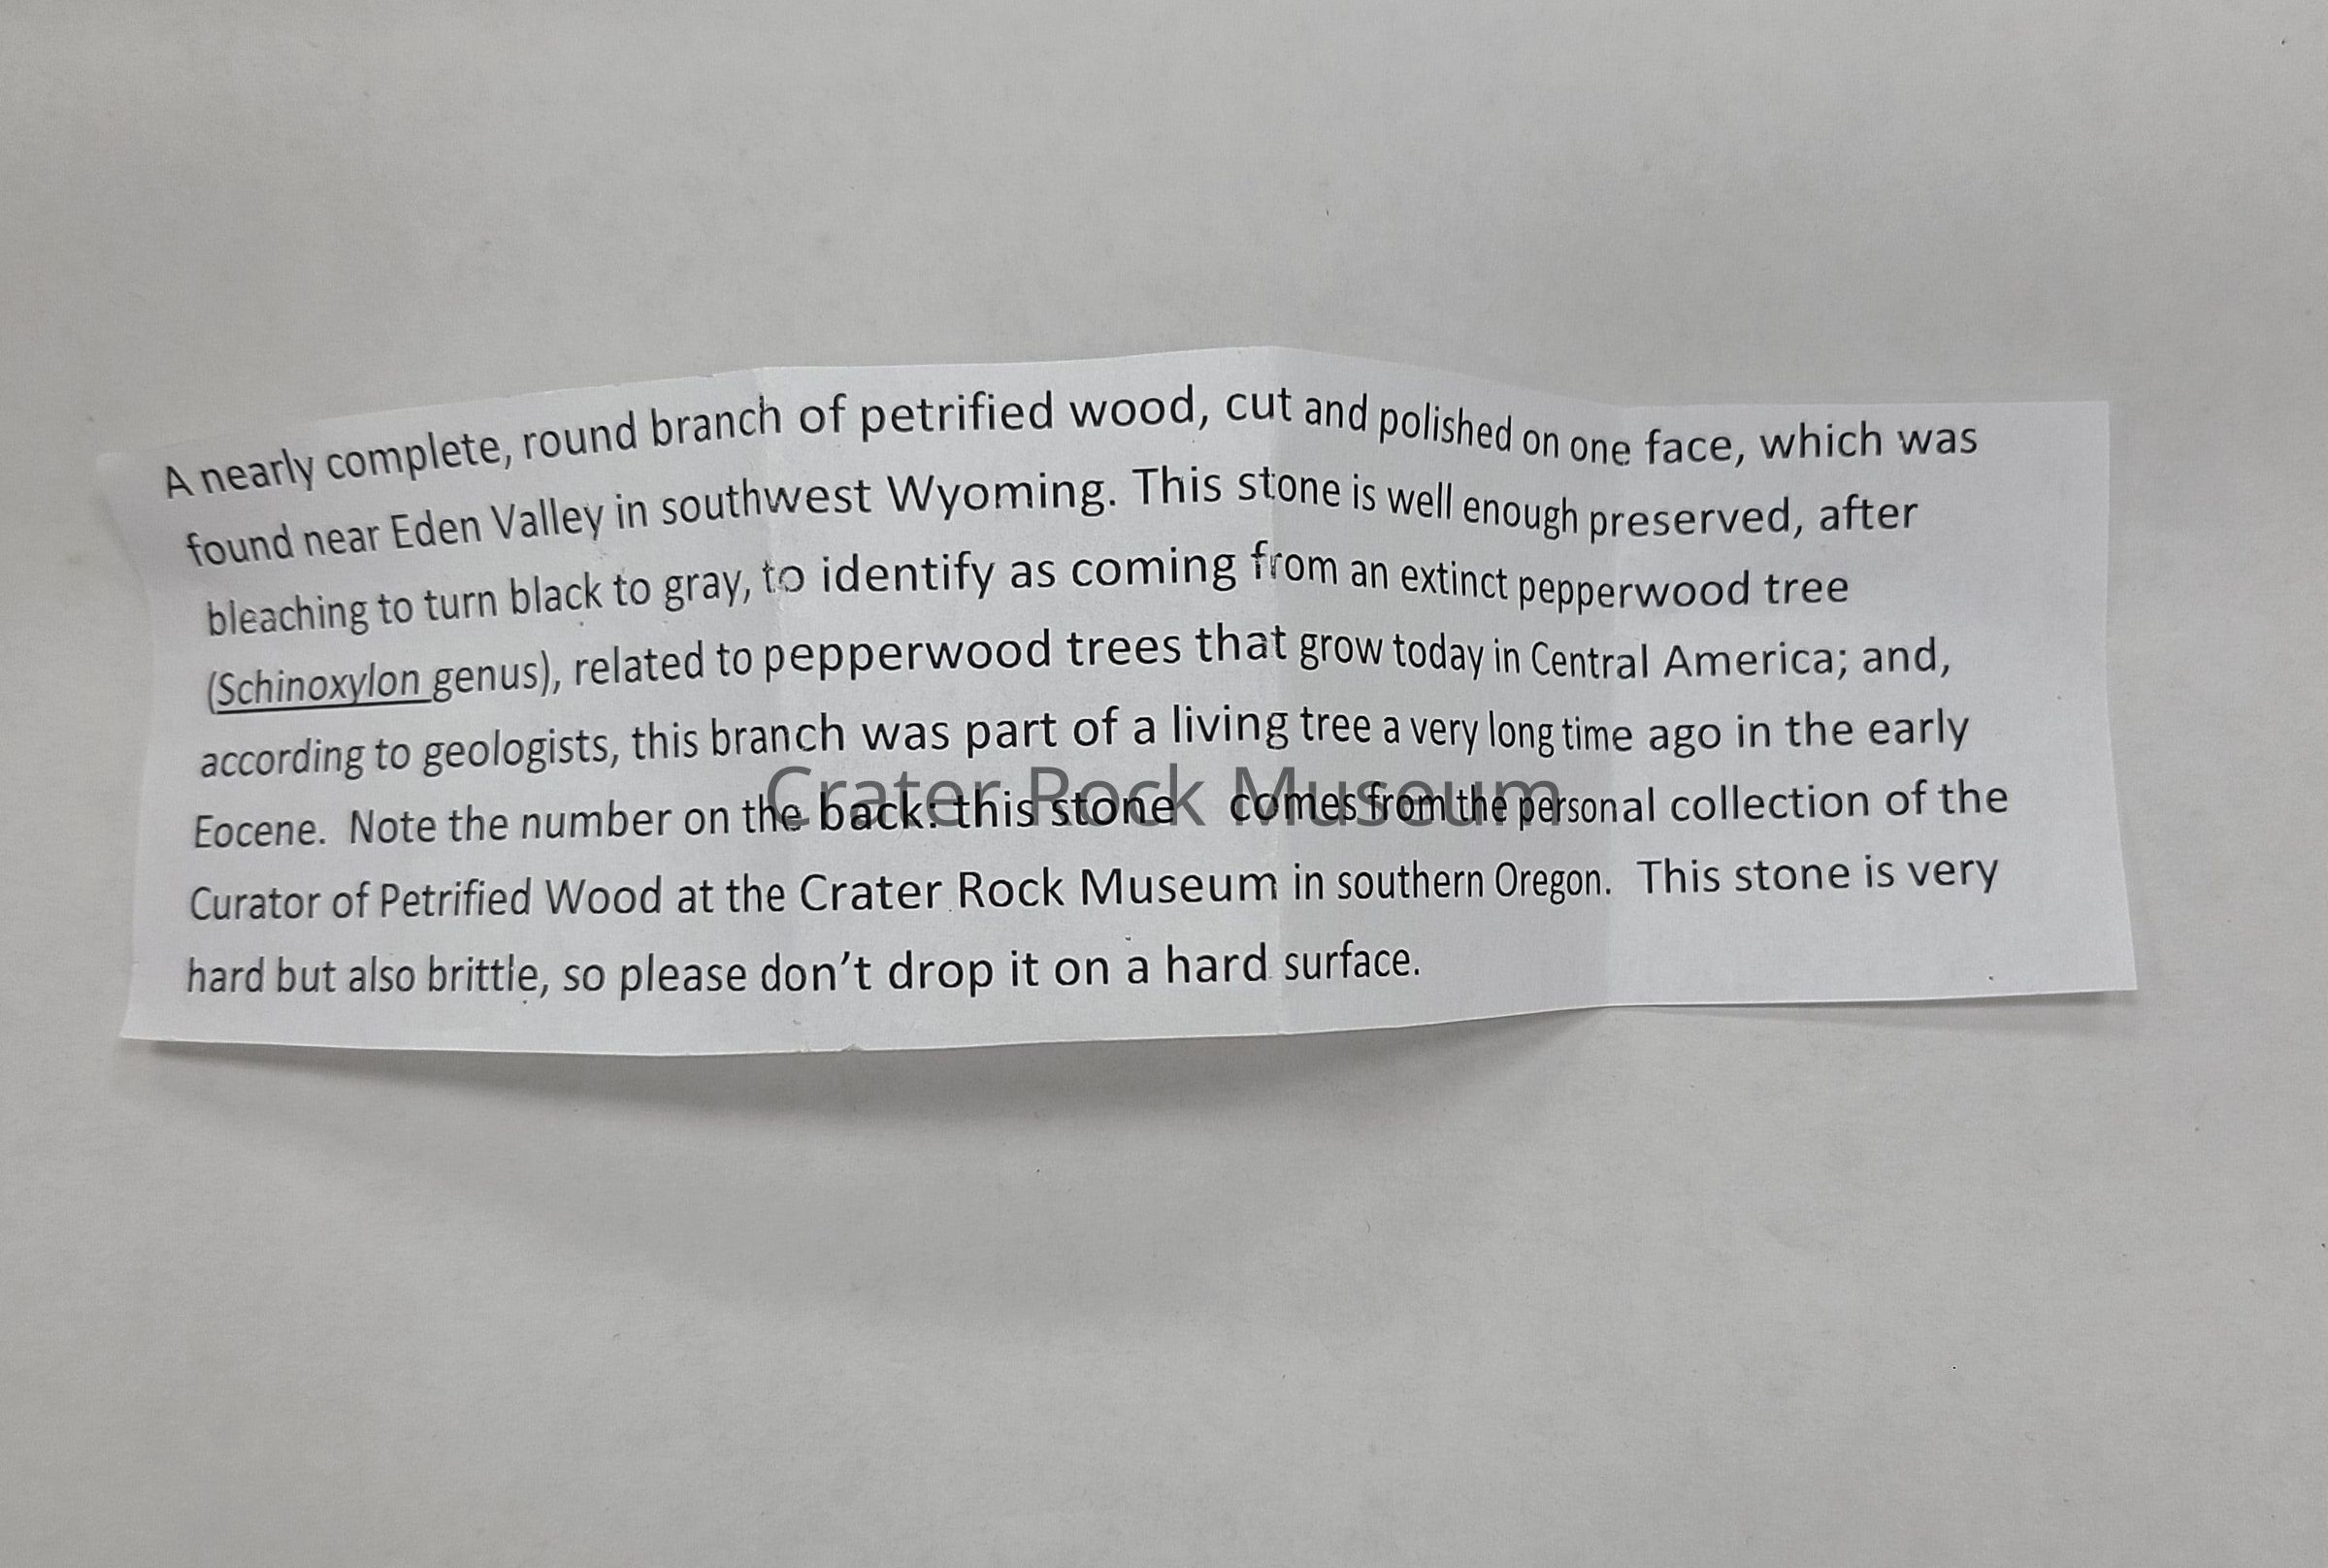 A nearly complete, round branch of petrified wood, cut and polished on one face, which was
found near Eden Valley in southwest Wyoming. This stone is well enough preserved, after
bleaching to turn black to gray, to identify as coming from an extinct pepperwood tree
(Schinoxylon genus), related to pepperwood trees that grow today in Central America; and,
according to geologists, this branch was part of a living tree a very long time ago in the early
Eocene. Note the number on the back: this stone comes from the personal collection of the
Crater Rock Museum
Curator of Petrified Wood at the Crater Rock Museum in southern Oregon. This stone is very
hard but also brittle, so please don't drop it on a hard surface.